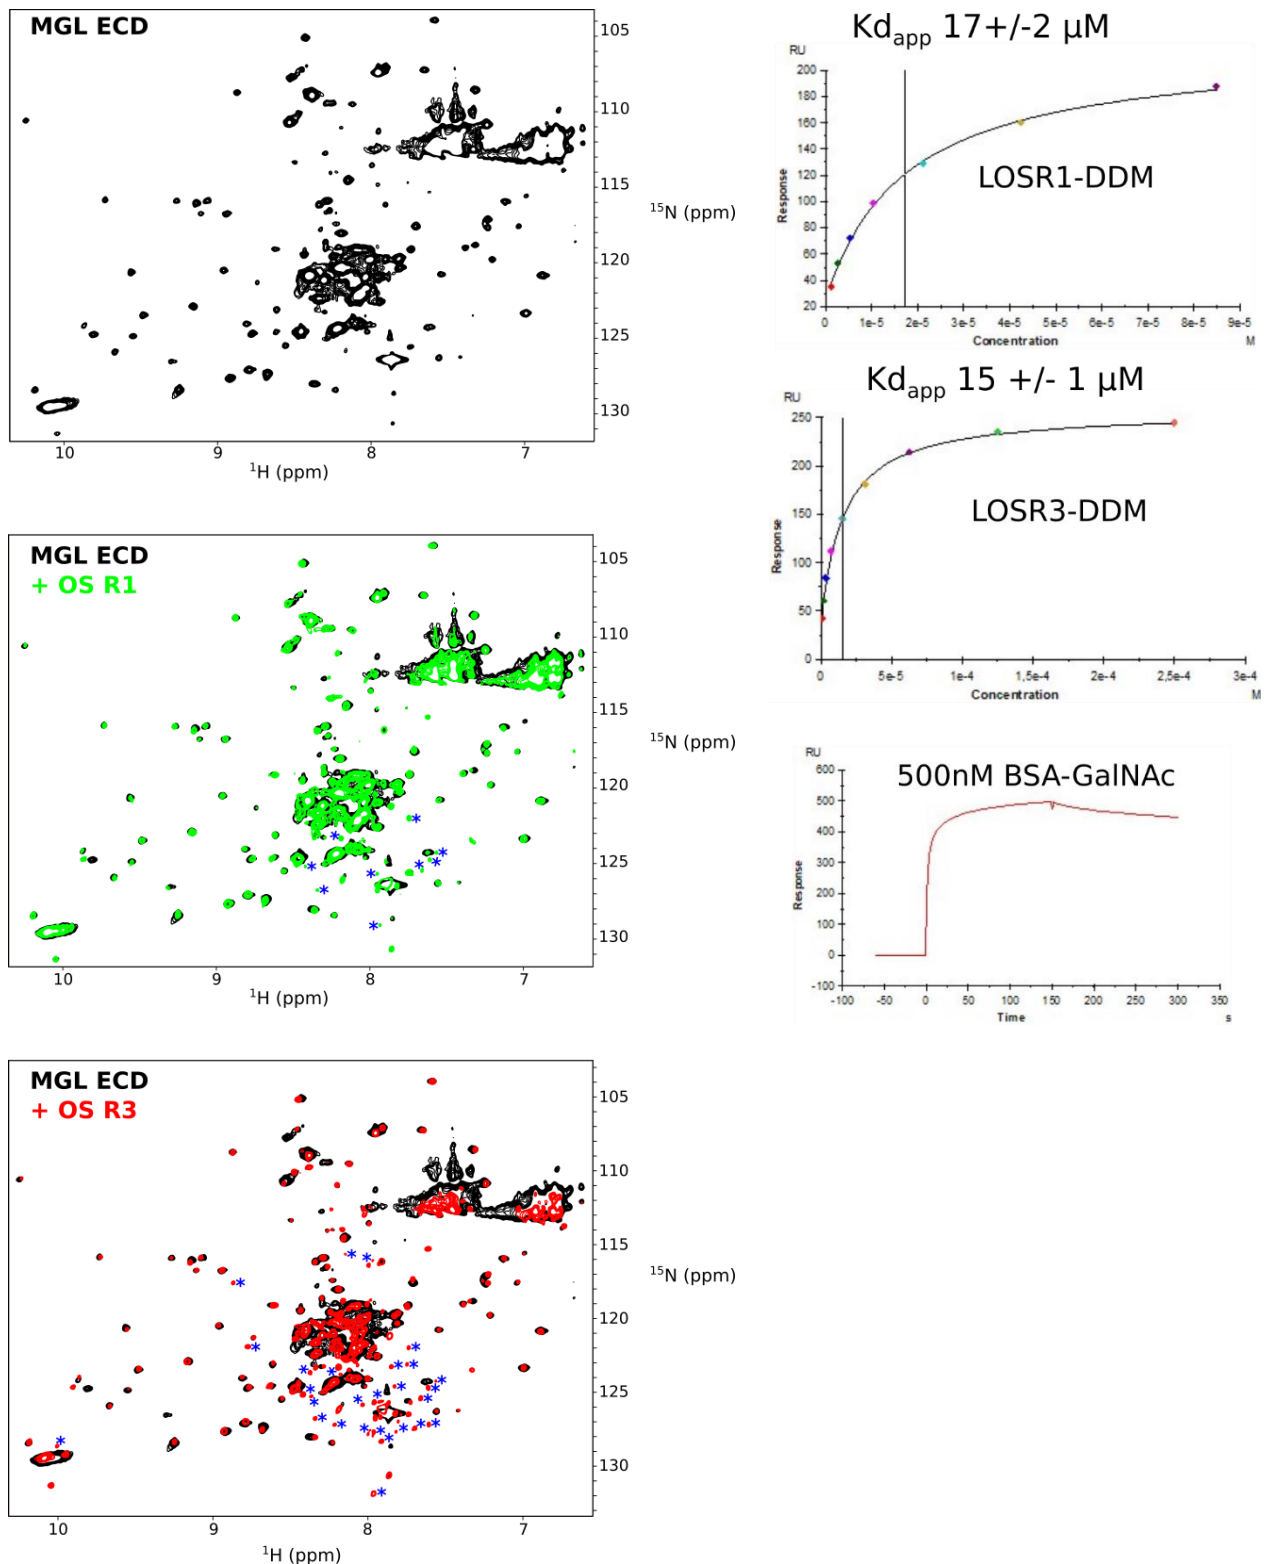 MGL ECD
105
110
115
120
125
130
15N (ppm)
10 9 8 7
1H (ppm)
MGL ECD
+ OS R1
105
110
115
120
125
130
15N (ppm)
* * * * * * * * * *
10 9 8 7
1H (ppm)
MGL ECD
+ OS R3
105
110
115
120
125
130
15N (ppm)
10 9 8 7
1H (ppm)
Kdapp 17+/-2 µM
RU
200
180
160
140
120
100
80
60
40
20
Response
LOSR1-DDM
0 1e-5 2e-5 3e-5 4e-5 5e-5 6e-5 7e-5 8e-5 9e-5
Concentration M
Kdapp 15 +/- 1 µM
RU
250
200
150
100
50
0
Response
LOSR3-DDM
0 5e-5 1e-4 1,5e-4 2e-4 2,5e-4 3e-4
Concentration M
RU
500nM BSA-GalNAc
600
500
400
300
200
100
0
-100
Response
-100 -50 0 50 100 150 200 250 300 350
Time s